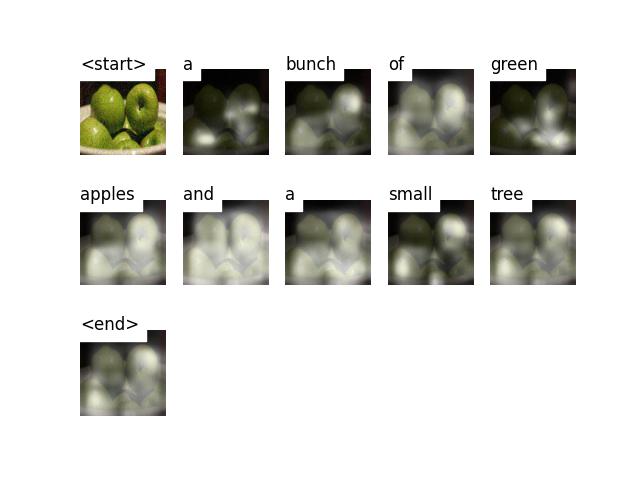 <start> a bunch of green
apples and a small tree
<end>